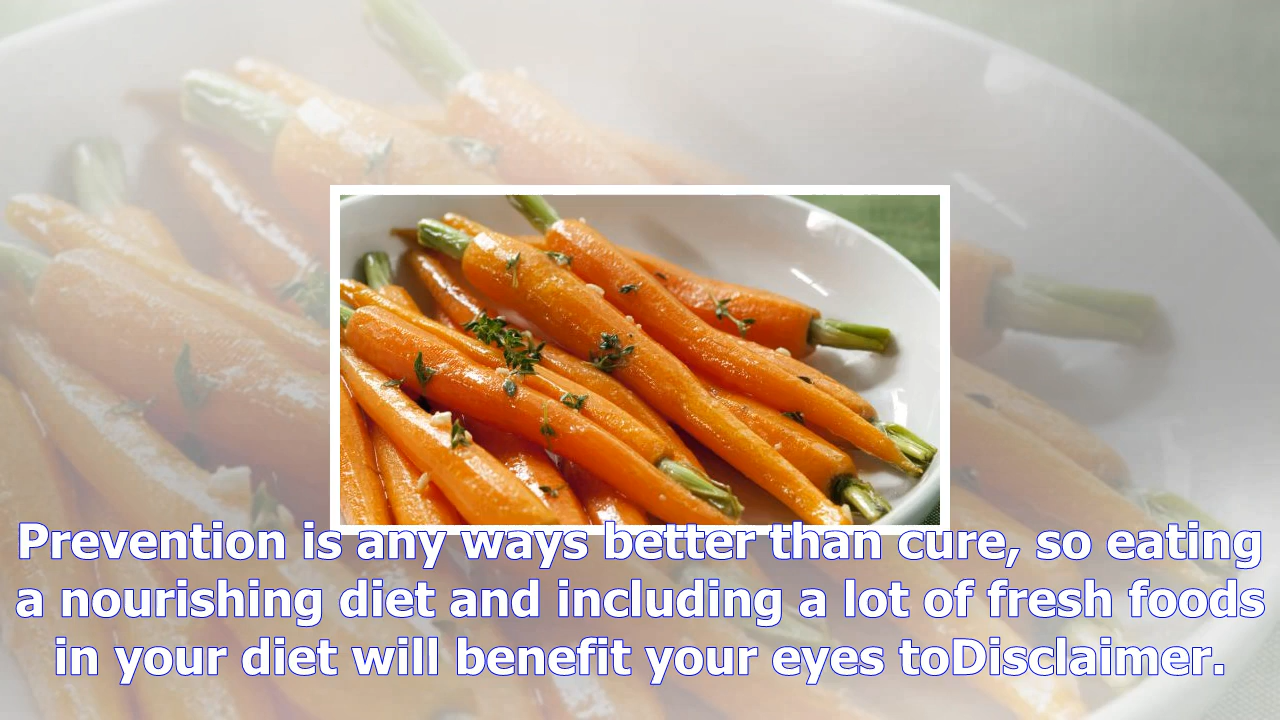 Prevention is any ways better than cure, so eating
a nourishing diet and including a lot of fresh foods
in your diet will benefit your eyes toDisclaimer.